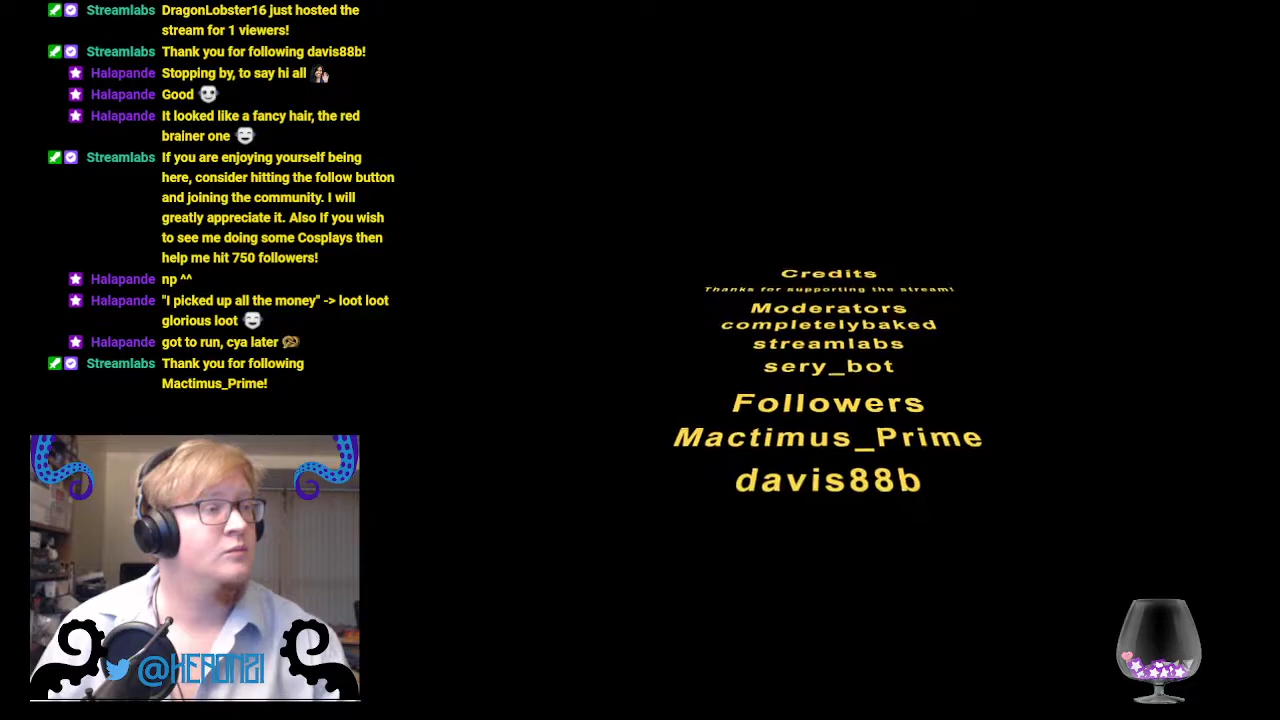 Streamlabs DragonLobster16 just hosted the
stream for 1 viewers!
Streamlabs Thank you for following davis88b!
Halapande Stopping by, to say hi all
Halapande Good
Halapande It looked like a fancy hair, the red
brainer one
Streamlabs If you are enjoying yourself being
here, consider hitting the follow button
and joining the community. I will
greatly appreciate it. Also If you wish
to see me doing some Cosplays then
help me hit 750 followers!
Halapande np ^^
Halapande "I picked up all the money" -> loot loot
glorious loot
Halapande got to run, cya later
Streamlabs Thank you for following
Mactimus_Prime!
Credits
Thanks for supporting the stream!
Moderators
completelybaked
streamlabs
sery_bot
Followers
Mactimus_Prime
davis88b